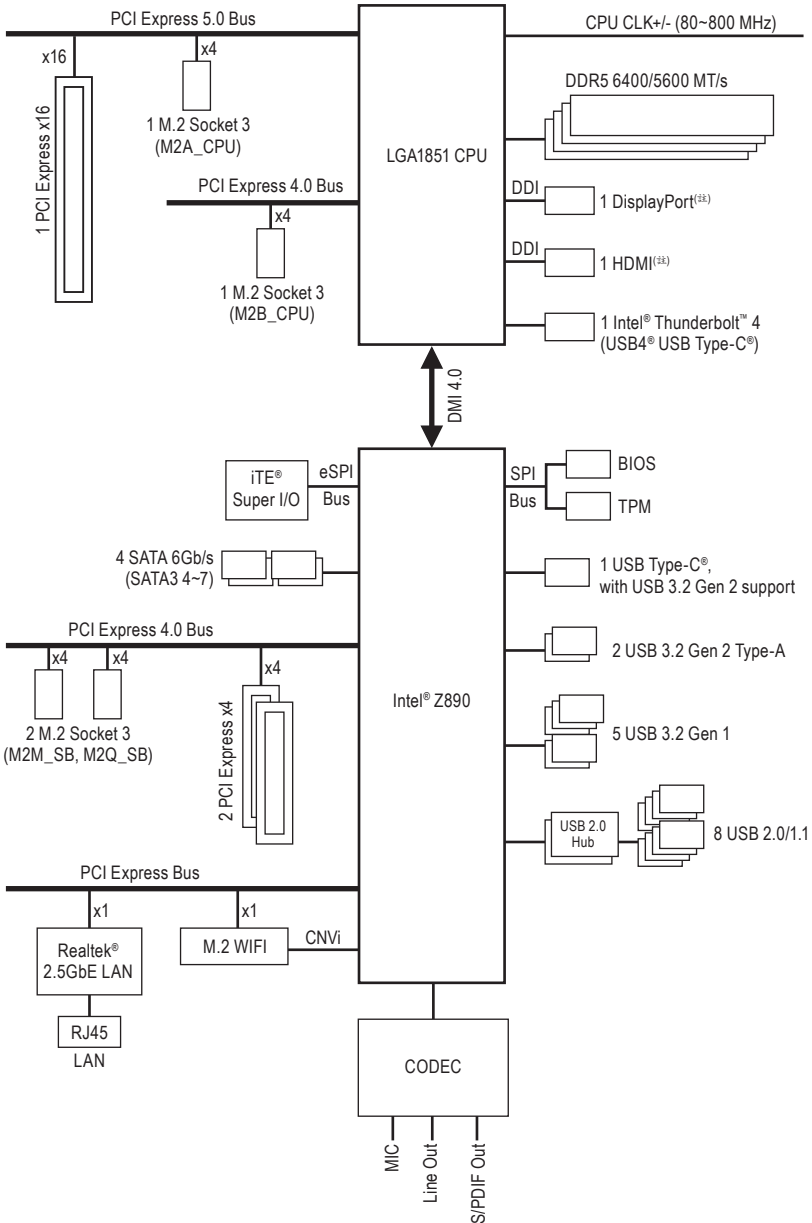 PCI Express 5.0 Bus
CPU CLK+/- (80~800 MHz)
x16
x4
1 PCI Express x16
1 M.2 Socket 3
(M2A_CPU)
DDR5 6400/5600 MT/s
LGA1851 CPU
PCI Express 4.0 Bus
x4
1 M.2 Socket 3
(M2B_CPU)
DDI
1 DisplayPort(註)
DDI
1 HDMI(註)
1 Intel® Thunderbolt™ 4
(USB4® USB Type-C®)
DMI 4.0
iTE®
Super I/O
eSPI
Bus
SPI
Bus
BIOS
TPM
4 SATA 6Gb/s
(SATA3 4~7)
1 USB Type-C®,
with USB 3.2 Gen 2 support
PCI Express 4.0 Bus
x4
x4
x4
2 M.2 Socket 3
(M2M_SB, M2Q_SB)
2 PCI Express x4
Intel® Z890
2 USB 3.2 Gen 2 Type-A
5 USB 3.2 Gen 1
USB 2.0
Hub
8 USB 2.0/1.1
PCI Express Bus
x1
x1
Realtek®
2.5GbE LAN
M.2 WIFI
CNVi
RJ45
LAN
CODEC
MIC
Line Out
S/PDIF Out